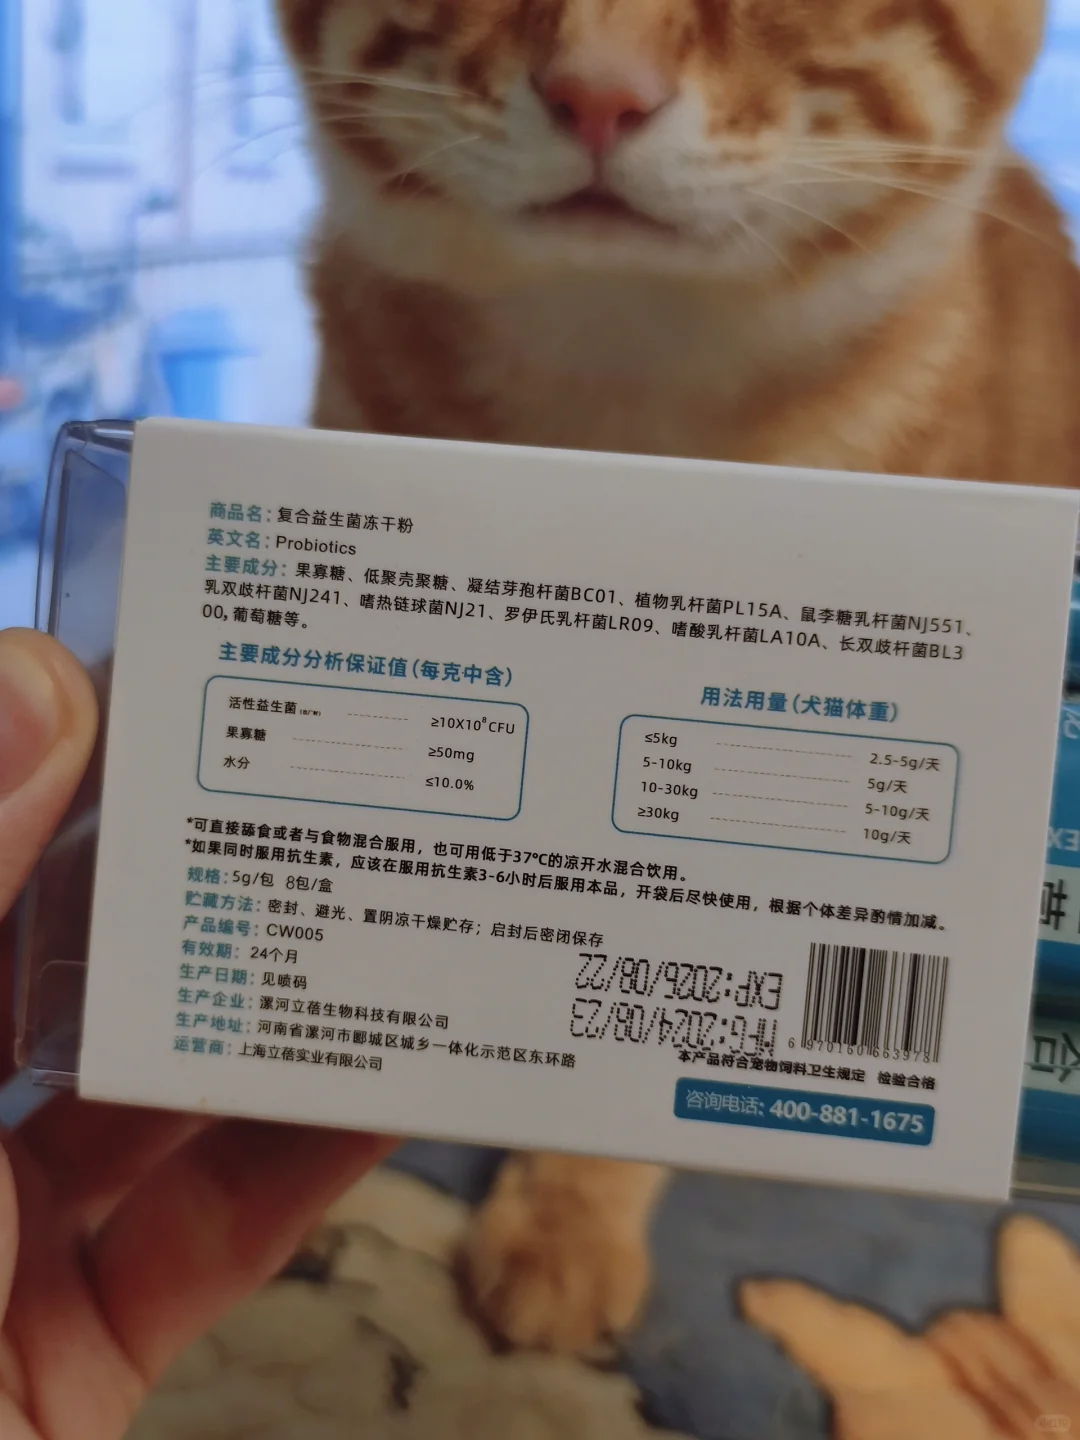 商品名：复合益生菌冻干粉
英文名：Probiotics
主要成分：果寡糖、低聚壳聚糖、凝结芽孢杆菌BC01、植物乳杆菌PL15A、鼠李糖乳杆菌NJ551、
乳双歧杆菌NJ241、嗜热链球菌NJ21、罗伊氏乳杆菌LR09、嗜酸乳杆菌LA10A、长双歧杆菌BL3
00，葡萄糖等。
主要成分分析保证值（每克中含）
活性益生菌 ≥10X10⁸CFU
果寡糖 ≥50mg
水分 ≤10.0%
用法用量（犬猫体重）
≤5kg 2.5-5g/天
5-10kg 5g/天
10-30kg 5-10g/天
≥30kg 10g/天
*可直接舔食或者与食物混合服用，也可用低于37℃的凉开水混合饮用。
*如果同时服用抗生素，应该在服用抗生素3-6小时后服用本品，开袋后尽快使用，根据个体差异酌情加减。
规格：5g/包 8包/盒
贮藏方法：密封、避光、置阴凉干燥贮存；启封后密闭保存
产品编号：CW005
有效期：24个月
生产日期：见喷码
生产企业：漯河立蓓生物科技有限公司
生产地址：河南省漯河市郾城区城乡一体化示范区东环路
运营商：上海立蓓实业有限公司
EXP:2026/08/22
MFG:2024/08/23
6 970160 663978
本产品符合宠物饲料卫生规定 检验合格
咨询电话：400-881-1675